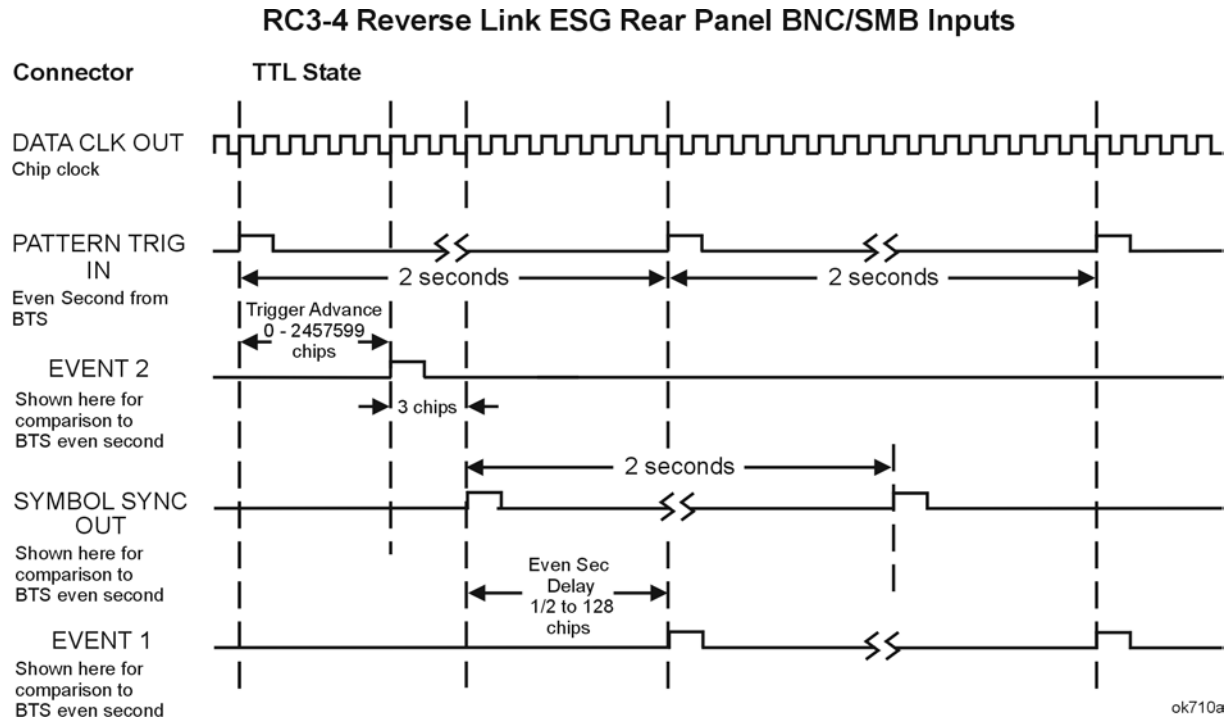 RC3-4 Reverse Link ESG Rear Panel BNC/SMB Inputs
Connector
TTL State
DATA CLK OUT
Chip clock
PATTERN TRIG
IN
Even Second from
BTS
2 seconds
2 seconds
Trigger Advance
0 - 2457599
chips
EVENT 2
Shown here for
comparison to
BTS even second
3 chips
2 seconds
SYMBOL SYNC
OUT
Shown here for
comparison to
BTS even second
Even Sec
Delay
1/2 to 128
chips
EVENT 1
Shown here for
comparison to
BTS even second
ok710a